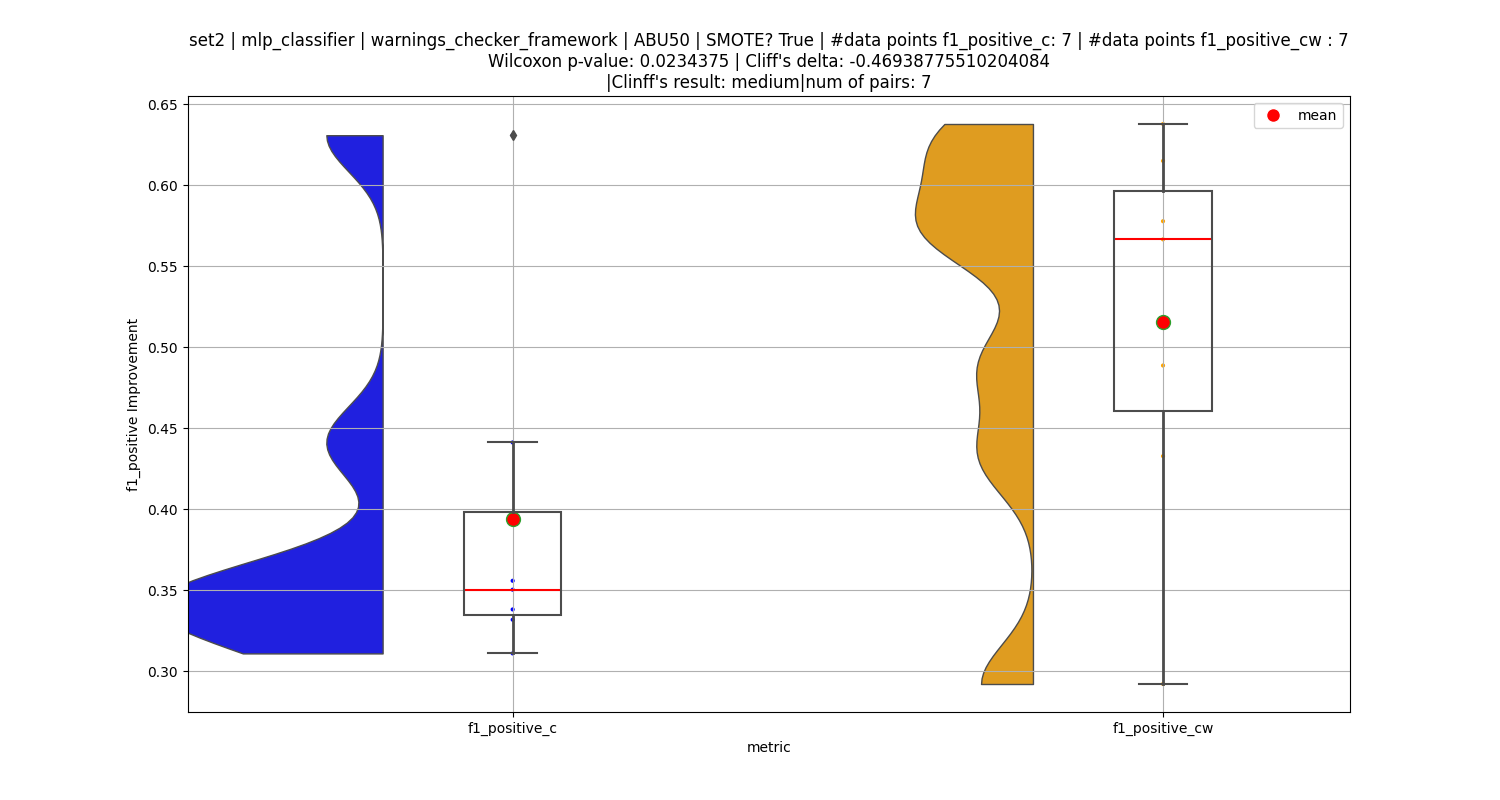 set2 | mlp_classifier | warnings_checker_framework | ABU50 | SMOTE? True | #data points f1_positive_c: 7 | #data points f1_positive_cw : 7
Wilcoxon p-value: 0.0234375 | Cliff's delta: -0.46938775510204084
|Clinff's result: medium|num of pairs: 7
mean
0.65
0.60
0.55
0.50
0.45
0.40
0.35
0.30
f1_positive Improvement
f1_positive_c
f1_positive_cw
metric